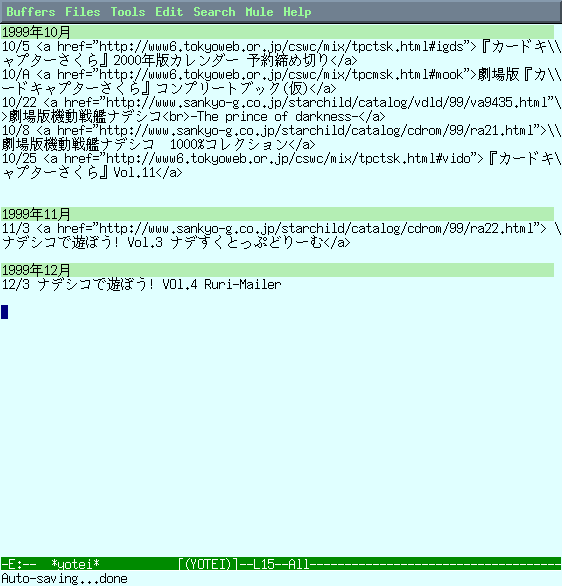 Buffers Files Tools Edit Search Mule Help
1999年10月
10/5 <a href="http://www6.tokyoweb.or.jp/cswc/mix/tpctsk.html#igds">『カードキ\
ャプターさくら』2000年版カレンダー 予約締め切り</a>
10/A <a href="http://www6.tokyoweb.or.jp/cswc/mix/tpcmsk.html#mook">劇場版『カ\\
ードキャプターさくら』コンプリートブック(仮)</a>
10/22 <a href="http://www.sankyo-g.co.jp/starchild/catalog/vdld/99/va9435.html"\
>劇場版機動戦艦ナデシコ<br>-The prince of darkness-</a>
10/8 <a href="http://www.sankyo-g.co.jp/starchild/catalog/cdrom/99/ra21.html">\\
劇場版機動戦艦ナデシコ　1000%コレクション</a>
10/25 <a href="http://www6.tokyoweb.or.jp/cswc/mix/tpctsk.html#vido">『カードキ\
ャプターさくら』Vol.11</a>
1999年11月
11/3 <a href="http://www.sankyo-g.co.jp/starchild/catalog/cdrom/99/ra22.html"> \
ナデシコで遊ぼう! Vol.3 ナデすくとっぷどりーむ</a>
1999年12月
12/3 ナデシコで遊ぼう! VOl.4 Ruri-Mailer
-E:--  *yotei*          [(YOTEI)]--L15--All------------------------------------
Auto-saving...done